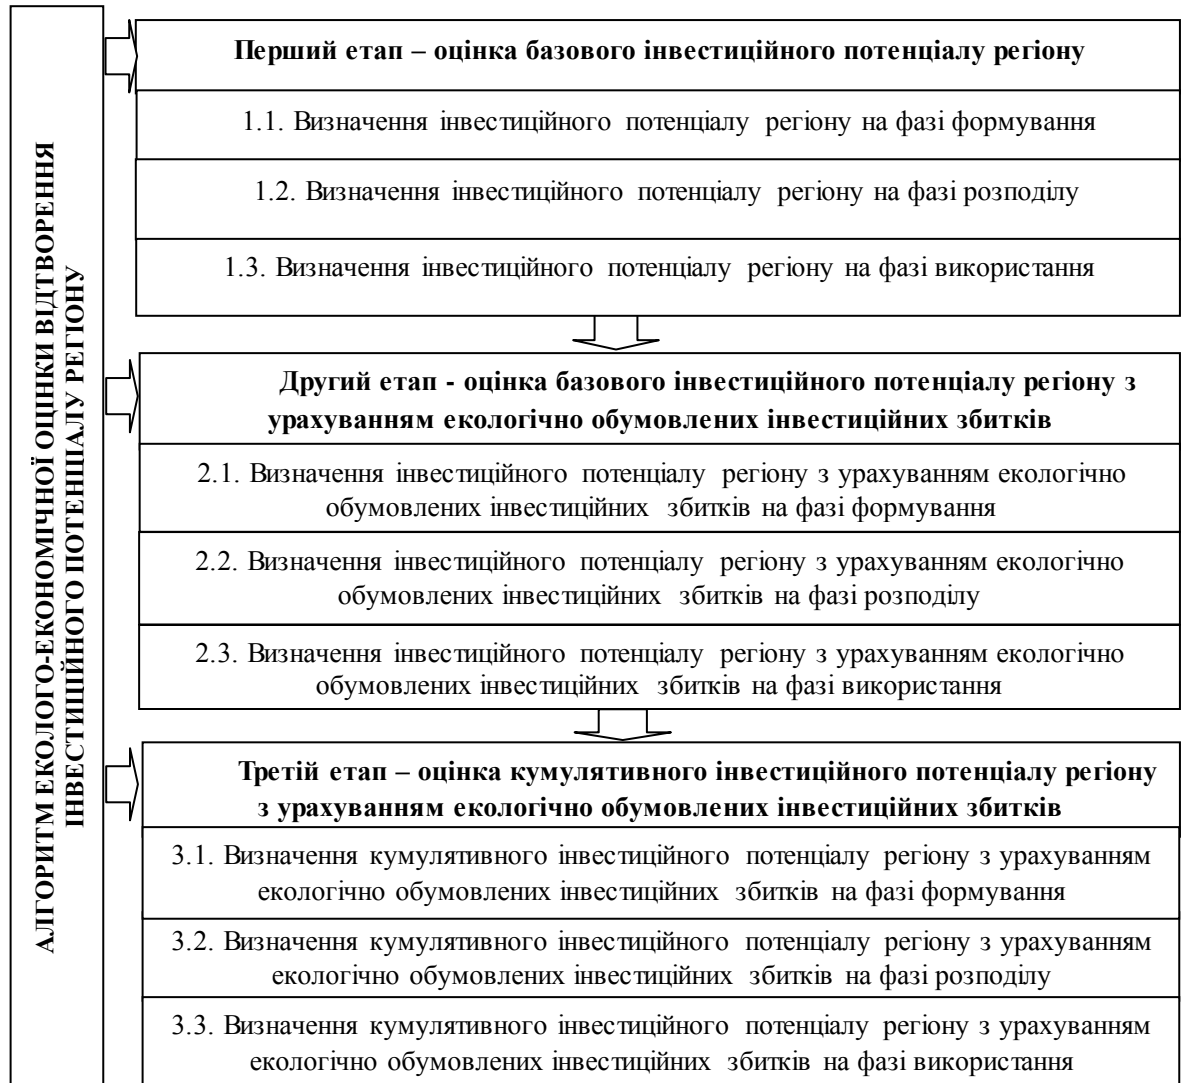 АЛГОРИТМ ЕКОЛОГО-ЕКОНОМІЧНОЇ ОЦІНКИ ВІДТВОРЕННЯ
ІНВЕСТИЦІЙНОГО ПОТЕНЦІАЛУ РЕГІОНУ
Перший етап – оцінка базового інвестиційного потенціалу регіону
1.1. Визначення інвестиційного потенціалу регіону на фазі формування
1.2. Визначення інвестиційного потенціалу регіону на фазі розподілу
1.3. Визначення інвестиційного потенціалу регіону на фазі використання
Другий етап - оцінка базового інвестиційного потенціалу регіону з
урахуванням екологічно обумовлених інвестиційних збитків
2.1. Визначення інвестиційного потенціалу регіону з урахуванням екологічно
обумовлених інвестиційних збитків на фазі формування
2.2. Визначення інвестиційного потенціалу регіону з урахуванням екологічно
обумовлених інвестиційних збитків на фазі розподілу
2.3. Визначення інвестиційного потенціалу регіону з урахуванням екологічно
обумовлених інвестиційних збитків на фазі використання
Третій етап – оцінка кумулятивного інвестиційного потенціалу регіону
з урахуванням екологічно обумовлених інвестиційних збитків
3.1. Визначення кумулятивного інвестиційного потенціалу регіону з урахуванням
екологічно обумовлених інвестиційних збитків на фазі формування
3.2. Визначення кумулятивного інвестиційного потенціалу регіону з урахуванням
екологічно обумовлених інвестиційних збитків на фазі розподілу
3.3. Визначення кумулятивного інвестиційного потенціалу регіону з урахуванням
екологічно обумовлених інвестиційних збитків на фазі використання